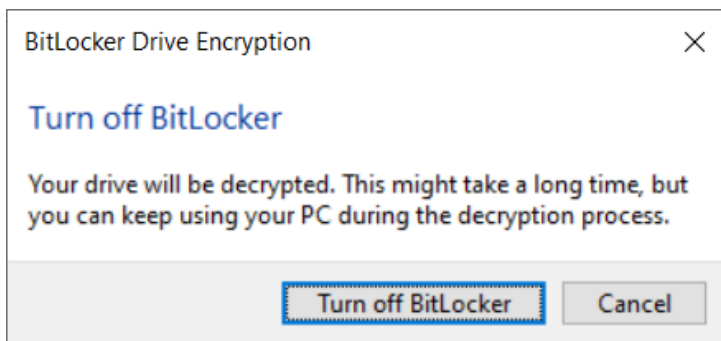 BitLocker Drive Encryption
Turn off BitLocker
Your drive will be decrypted. This might take a long time, but
you can keep using your PC during the decryption process.
Turn off BitLocker Cancel